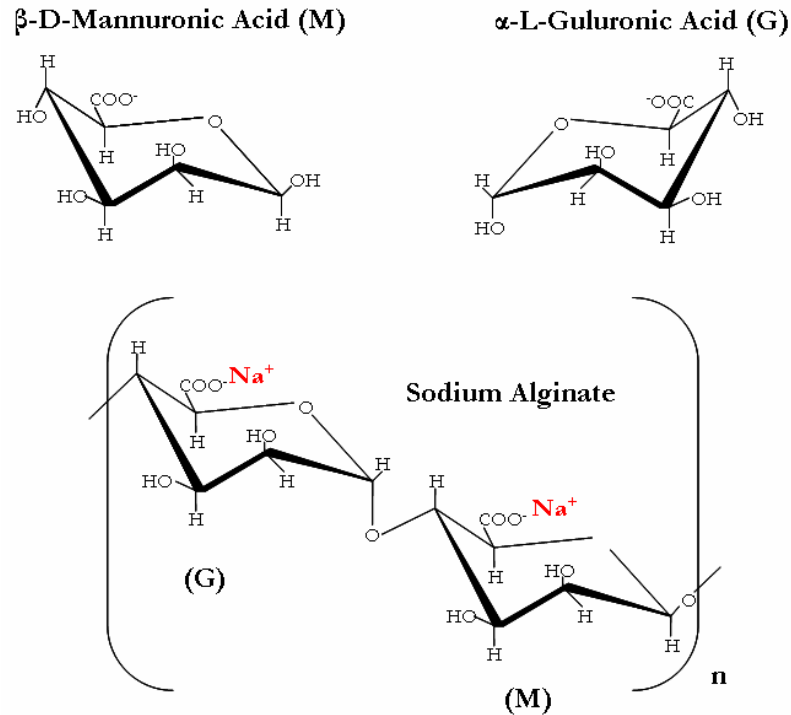 β-D-Mannuronic Acid (M)
α-L-Guluronic Acid (G)
H
COO-
O
HO
H
HO
OH
HO
H
H
H
-OOC
O
H
OH
HO
H
H
OH
HO
H
H
H
COO-Na+
O
Sodium Alginate
HO
H
H
HO
H
H
H
COO-Na+
O
(G)
H
HO
O
HO
H
H
H
n
(M)